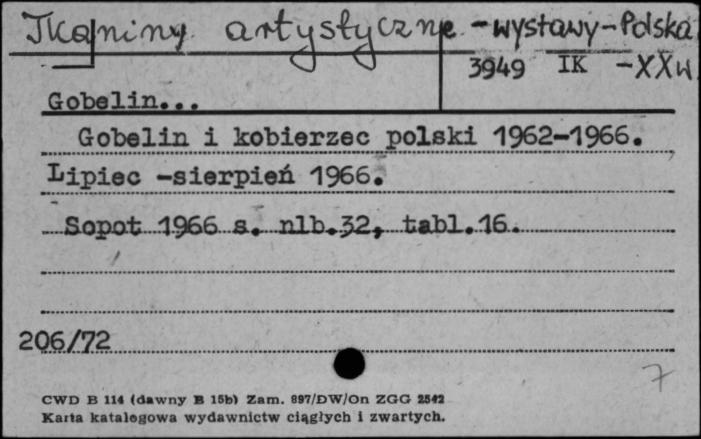 Tkaniny artystyczne - wystawy - Polska
3949 IK - XX w.
Gobelin...
Gobelin i kobierzec polski 1962-1966.
Lipiec -sierpień 1966.
Sopot 1966 s. nlb.32, tabl.16.
206/72
7
CWD B 114 (dawny B 15b) Zam. 897/DW/On ZGG 2542
Karta katalogowa wydawnictw ciągłych i zwartych.